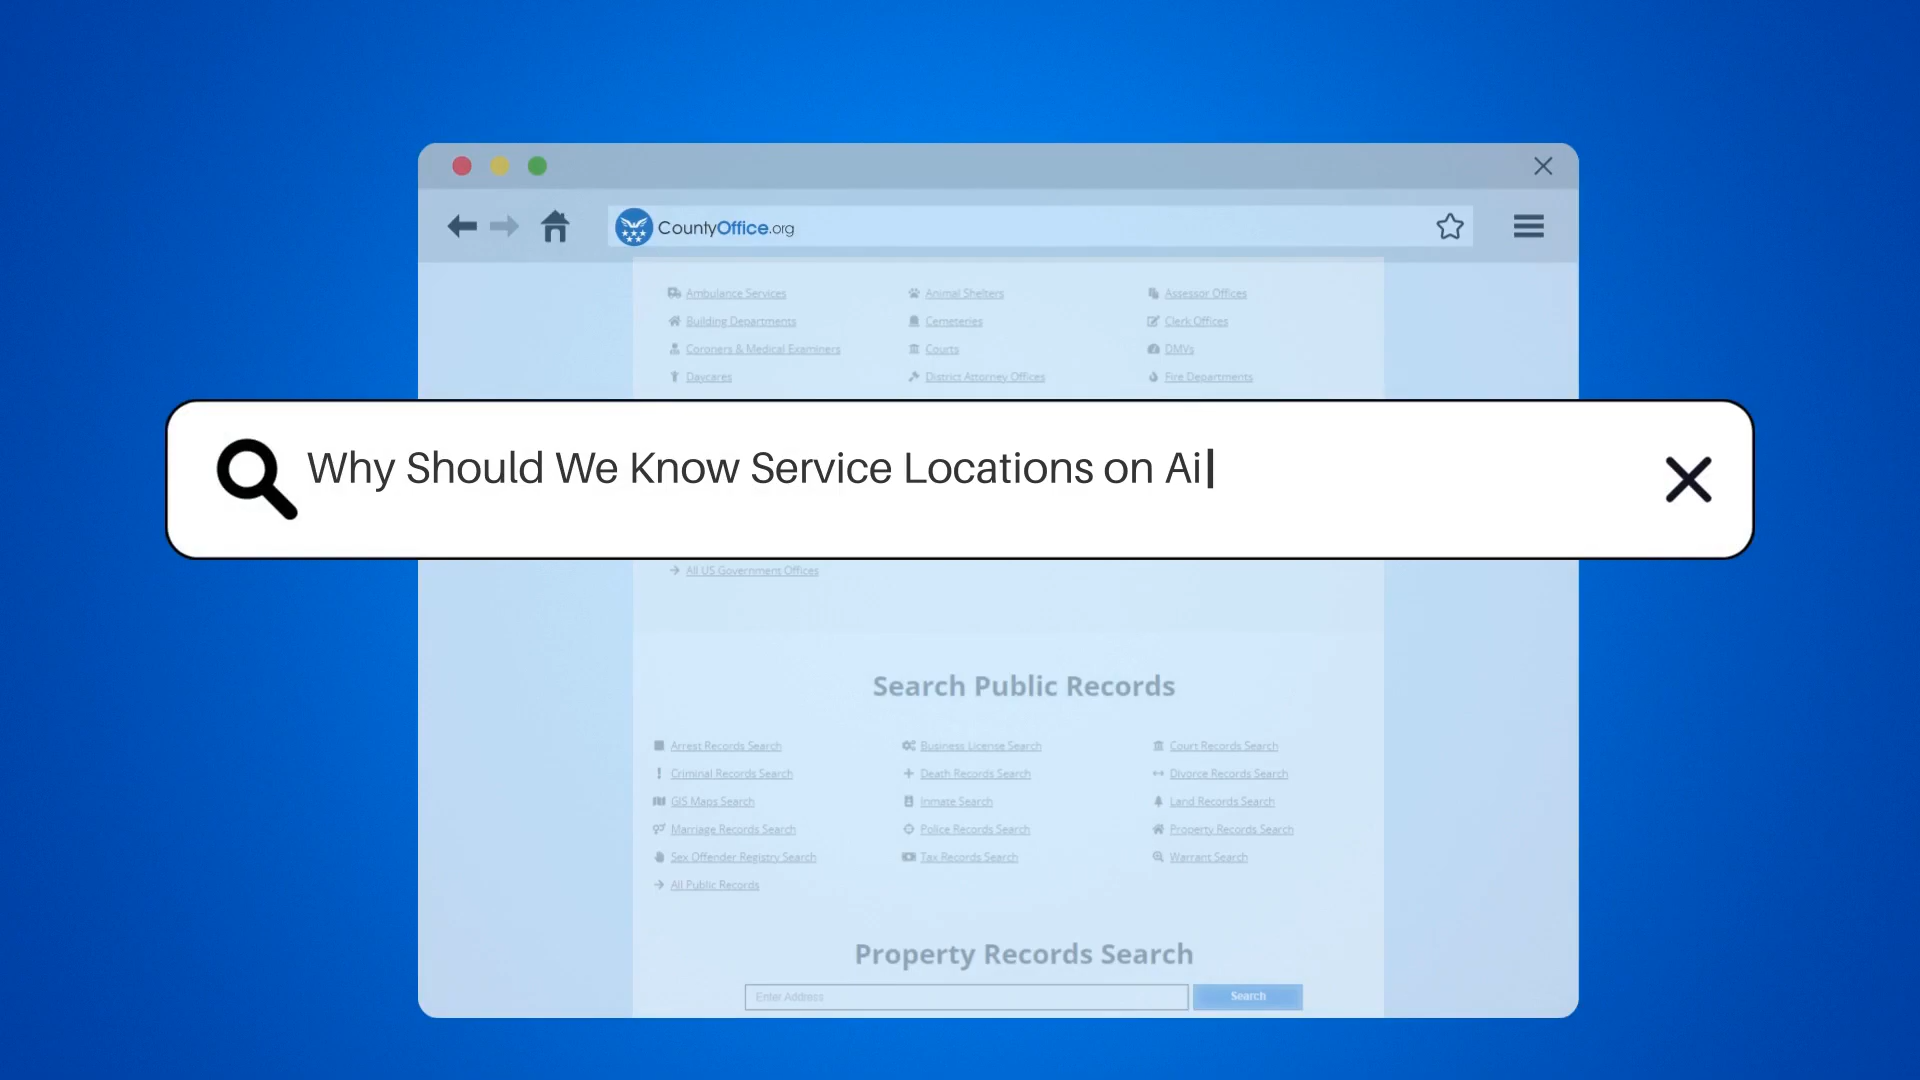 CountyOffice.org
Ambulance Services Animal Shelters Assessor Offices
Building Departments Cemeteries Clerk Offices
Coroners & Medical Examiners Courts DMVs
Daycares District Attorney Offices Fire Departments
Why Should We Know Service Locations on Ai
All US Government Offices
Search Public Records
Arrest Records Search Business License Search Court Records Search
Criminal Records Search Death Records Search Divorce Records Search
GIS Maps Search Inmate Search Land Records Search
Marriage Records Search Police Records Search Property Records Search
Sex Offender Registry Search Tax Records Search Warrant Search
All Public Records
Property Records Search
Enter Address Search